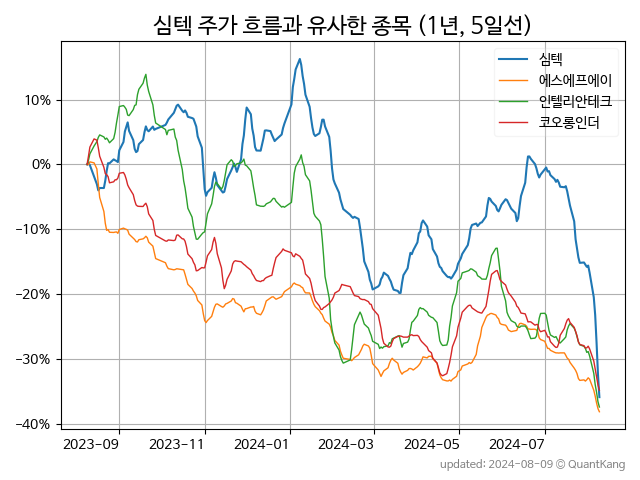 심텍 주가 흐름과 유사한 종목 (1년, 5일선)
심텍
에스에프에이
인텔리안테크
코오롱인더
10%
0%
−10%
−20%
−30%
−40%
2023-09 2023-11 2024-01 2024-03 2024-05 2024-07
updated: 2024-08-09 © QuantKang